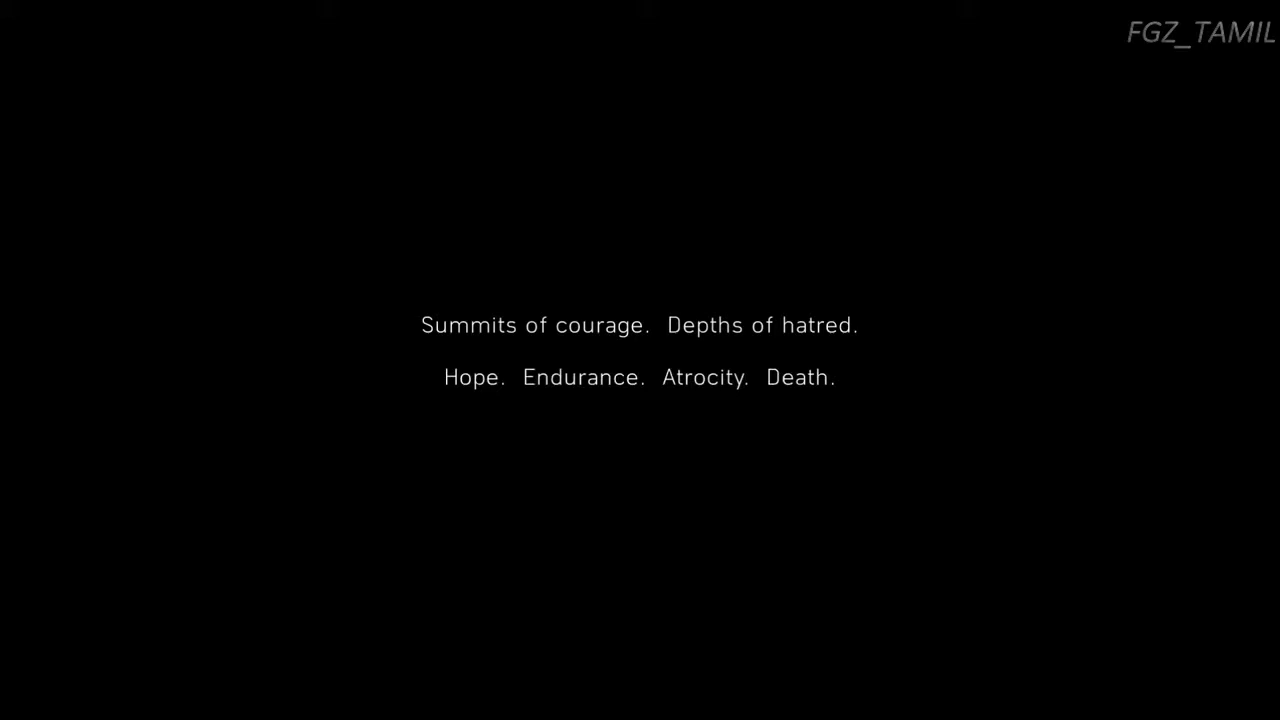 FGZ_TAMIL
Summits of courage. Depths of hatred.
Hope. Endurance. Atrocity. Death.